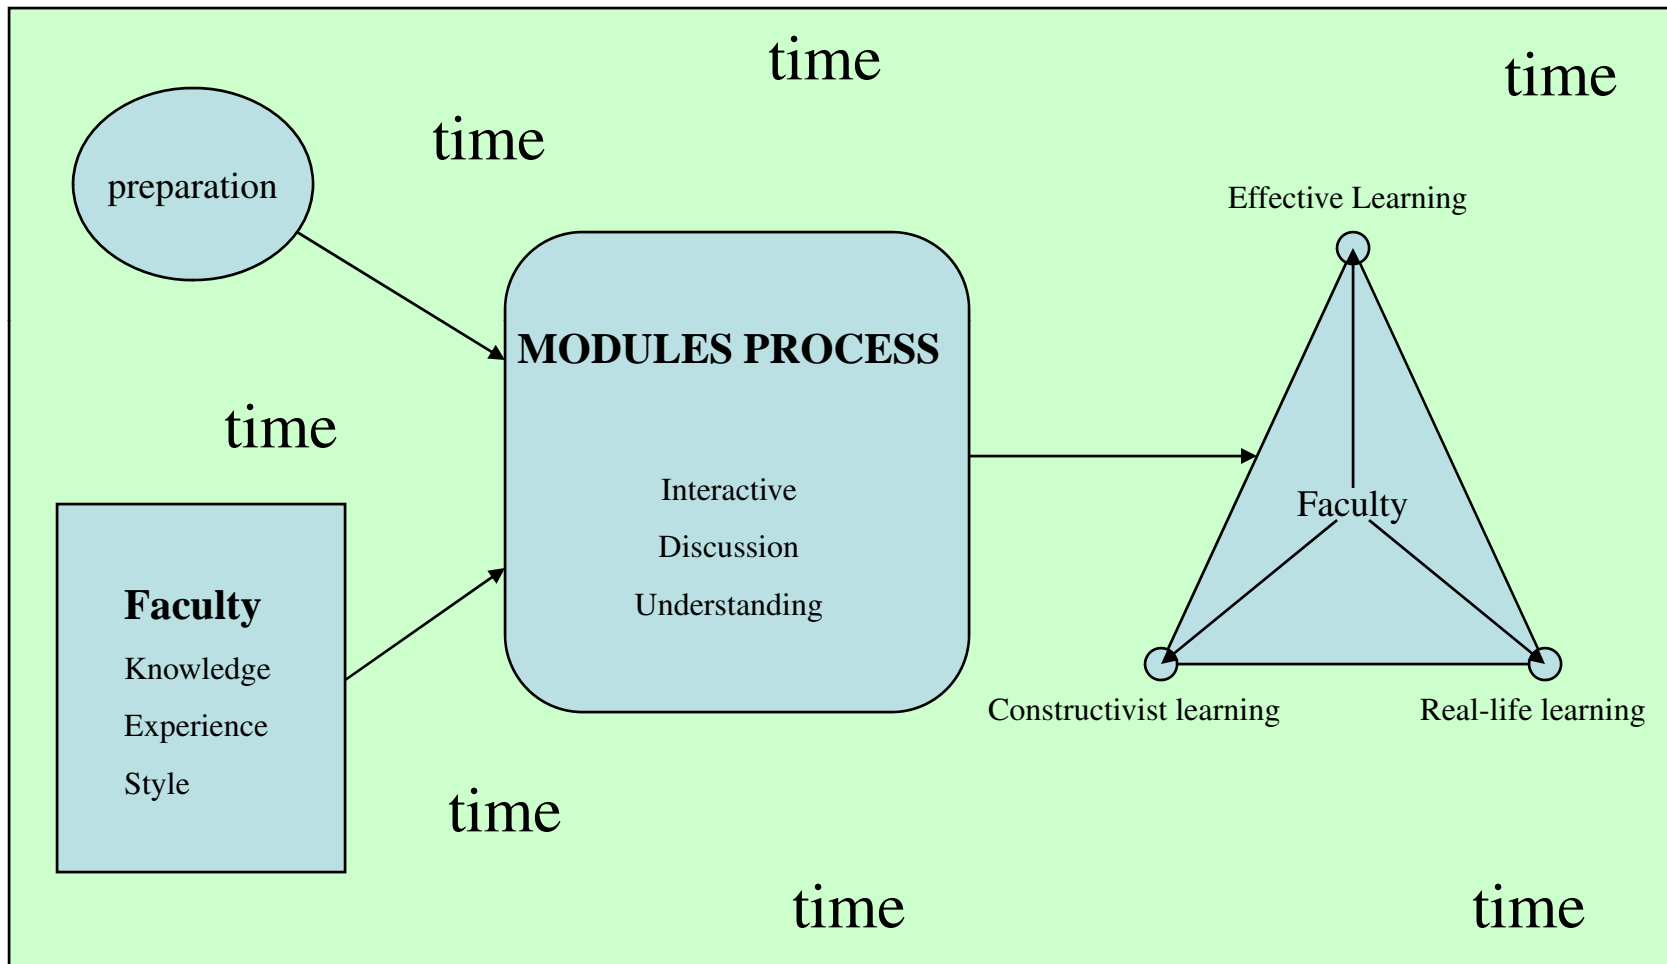 time
time
time
preparation
Effective Learning
MODULES PROCESS
time
Interactive
Discussion
Understanding
Faculty
Faculty
Knowledge
Experience
Style
Constructivist learning
Real-life learning
time
time
time